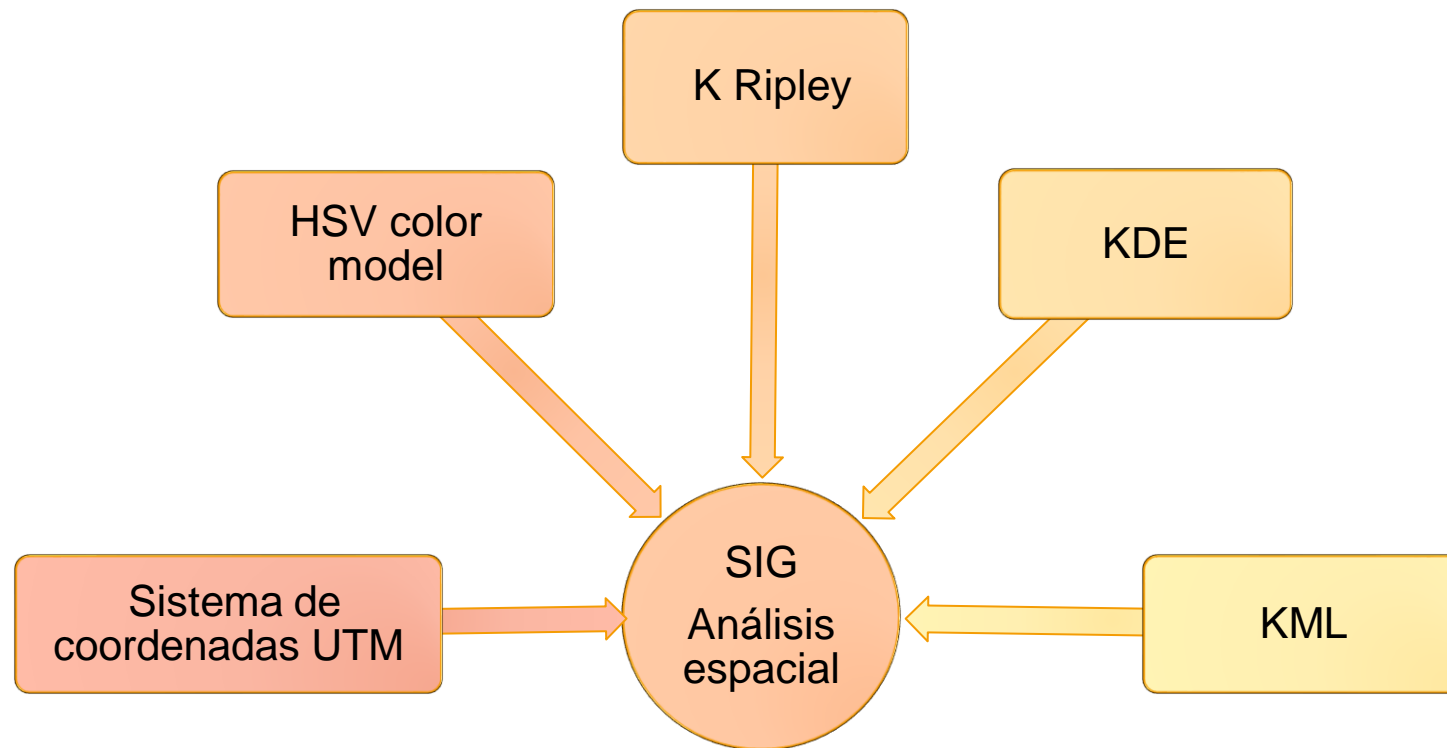 K Ripley
HSV color
model
KDE
SIG
Análisis
espacial
Sistema de
coordenadas UTM
KML